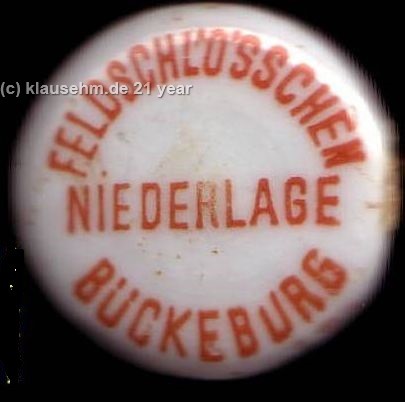 FELDSCHLÖSSCHEN
(c) klausehm.de 21 year
NIEDERLAGE
BÜCKEBURG